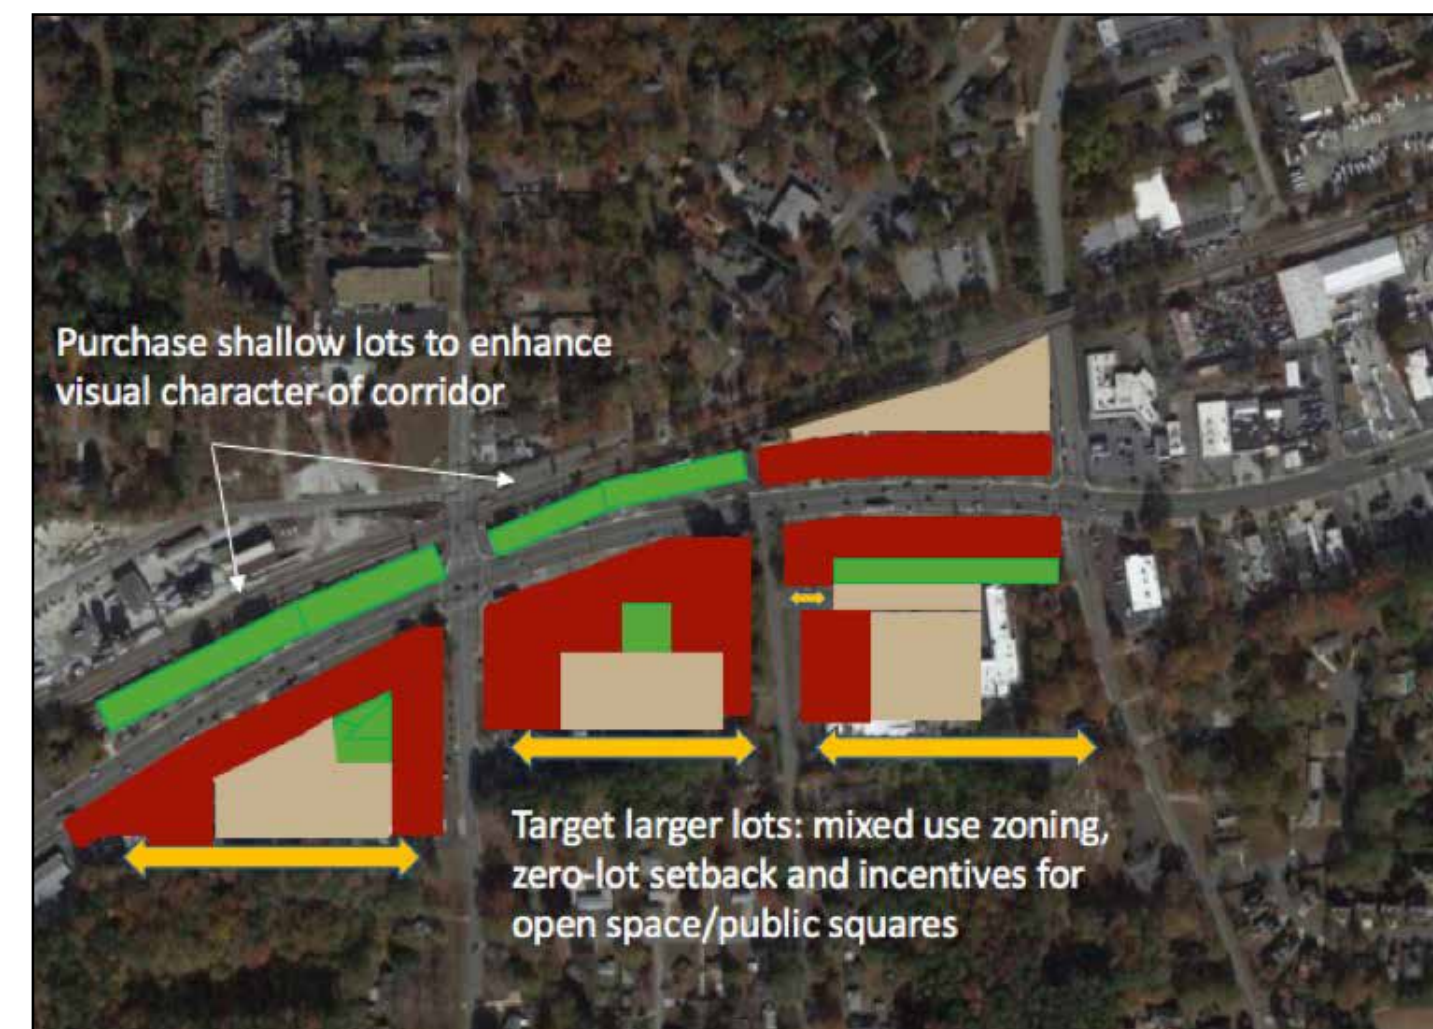 Purchase shallow lots to enhance
visual character of corridor
Target larger lots: mixed use zoning,
zero-lot setback and incentives for
open space/public squares